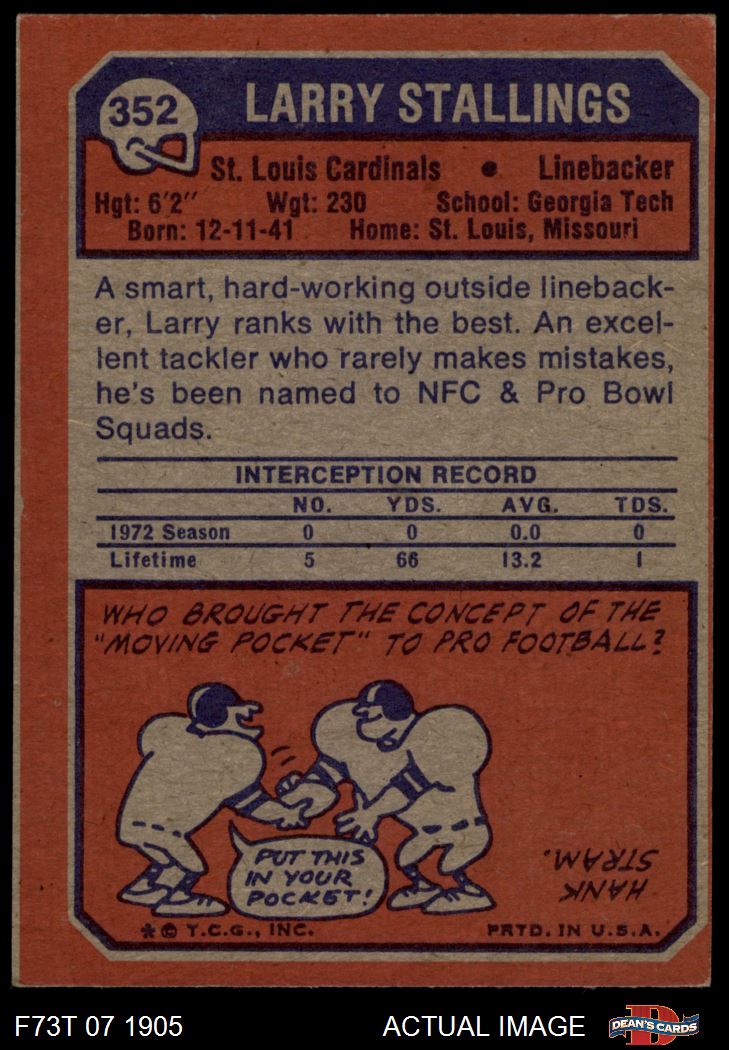 352
LARRY STALLINGS
St. Louis Cardinals • Linebacker
Hgt: 6'2" Wgt: 230 School: Georgia Tech
Born: 12-11-41 Home: St. Louis, Missouri
A smart, hard-working outside lineback-
er, Larry ranks with the best. An excel-
lent tackler who rarely makes mistakes,
he's been named to NFC & Pro Bowl
Squads.
INTERCEPTION RECORD
NO. YDS. AVG. TDS.
1972 Season 0 0 0.0 0
Lifetime 5 66 13.2 1
WHO BROUGHT THE CONCEPT OF THE
"MOVING POCKET" TO PRO FOOTBALL?
PUT THIS
IN YOUR
POCKET!
HANK
STRAM.
* © T.C.G., INC. PRTD. IN U.S.A.
F73T 07 1905 ACTUAL IMAGE DEAN'S CARDS